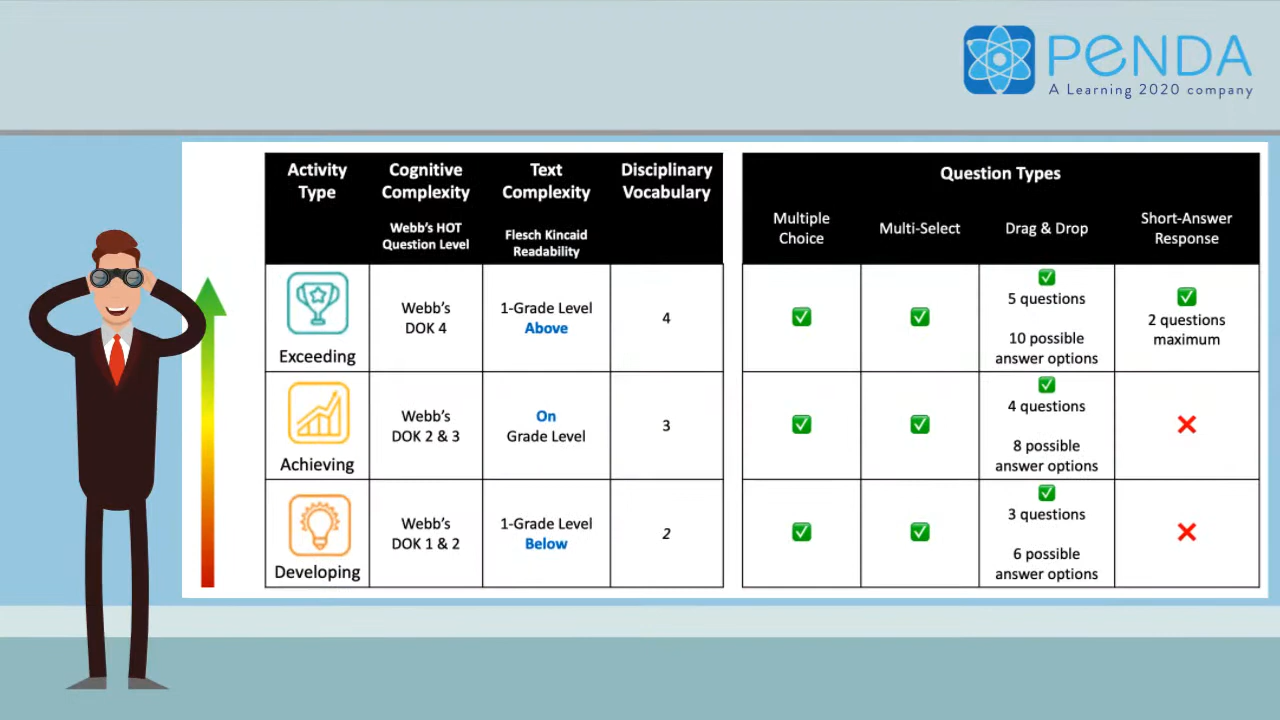 PENDA
A Learning 2020 company
Activity
Type
Cognitive
Complexity
Webb's HOT
Question Level
Text
Complexity
Flesch Kincaid
Readability
Disciplinary
Vocabulary
Question Types
Multiple
Choice
Multi-Select
Drag & Drop
Short-Answer
Response
Exceeding
Webb's
DOK 4
1-Grade Level
Above
4
5 questions
10 possible
answer options
2 questions
maximum
Achieving
Webb's
DOK 2 & 3
On
Grade Level
3
4 questions
8 possible
answer options
Developing
Webb's
DOK 1 & 2
1-Grade Level
Below
2
3 questions
6 possible
answer options